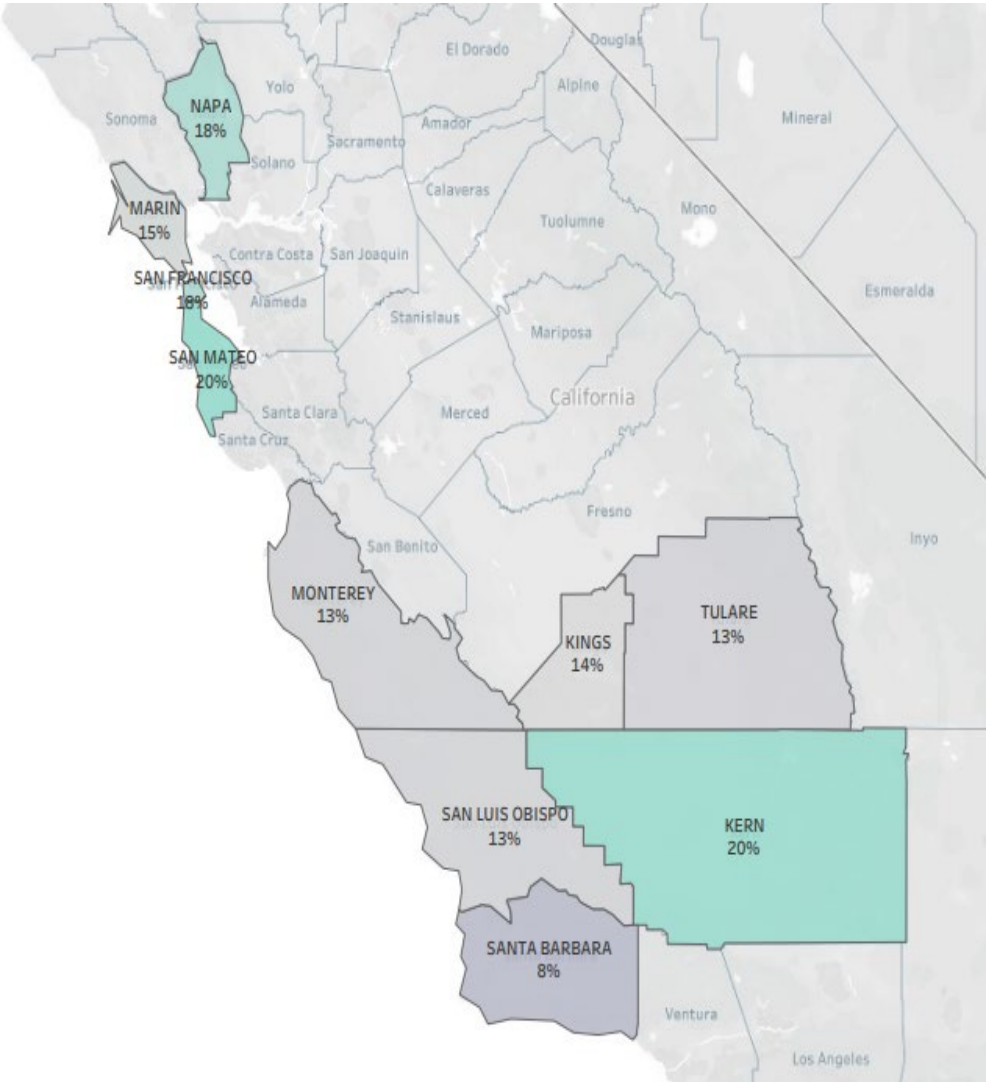 El Dorado
Douglas
NAPA
18%
Yolo
Alpine
Sonoma
Amador
Mineral
Sacramento
Solano
Calaveras
MARIN
15%
Mono
Tuolumne
Contra Costa
San Joaquin
SAN FRANCISCO
18%
Alameda
Esmeralda
Stanislaus
Mariposa
SAN MATEO
20%
California
Santa Clara
Merced
Santa Cruz
Fresno
Inyo
San Benito
MONTEREY
13%
TULARE
13%
KINGS
14%
SAN LUIS OBISPO
13%
KERN
20%
SANTA BARBARA
8%
Ventura
Los Angeles